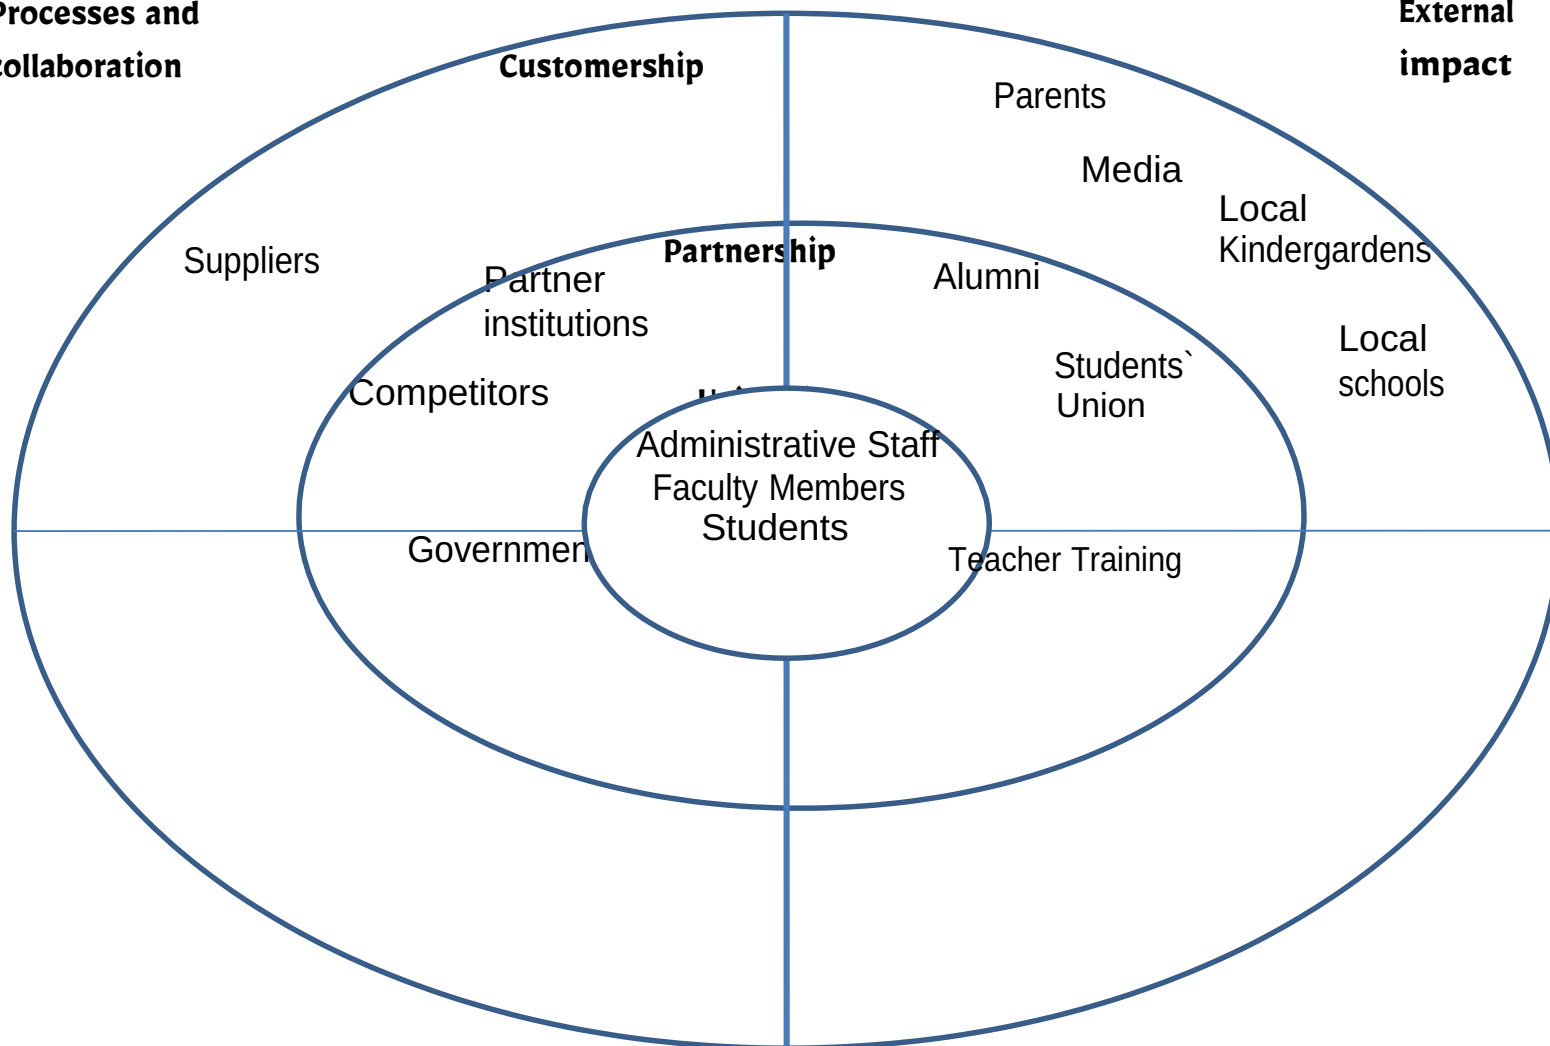 Processes and
collaboration
External
impact
Customership
Parents
Media
Local
Kindergardens
Suppliers
Partnership
Partner
institutions
Alumni
Local
schools
Students`
Union
Competitors
Administrative Staff
Faculty Members
Students
Governmen
Teacher Training